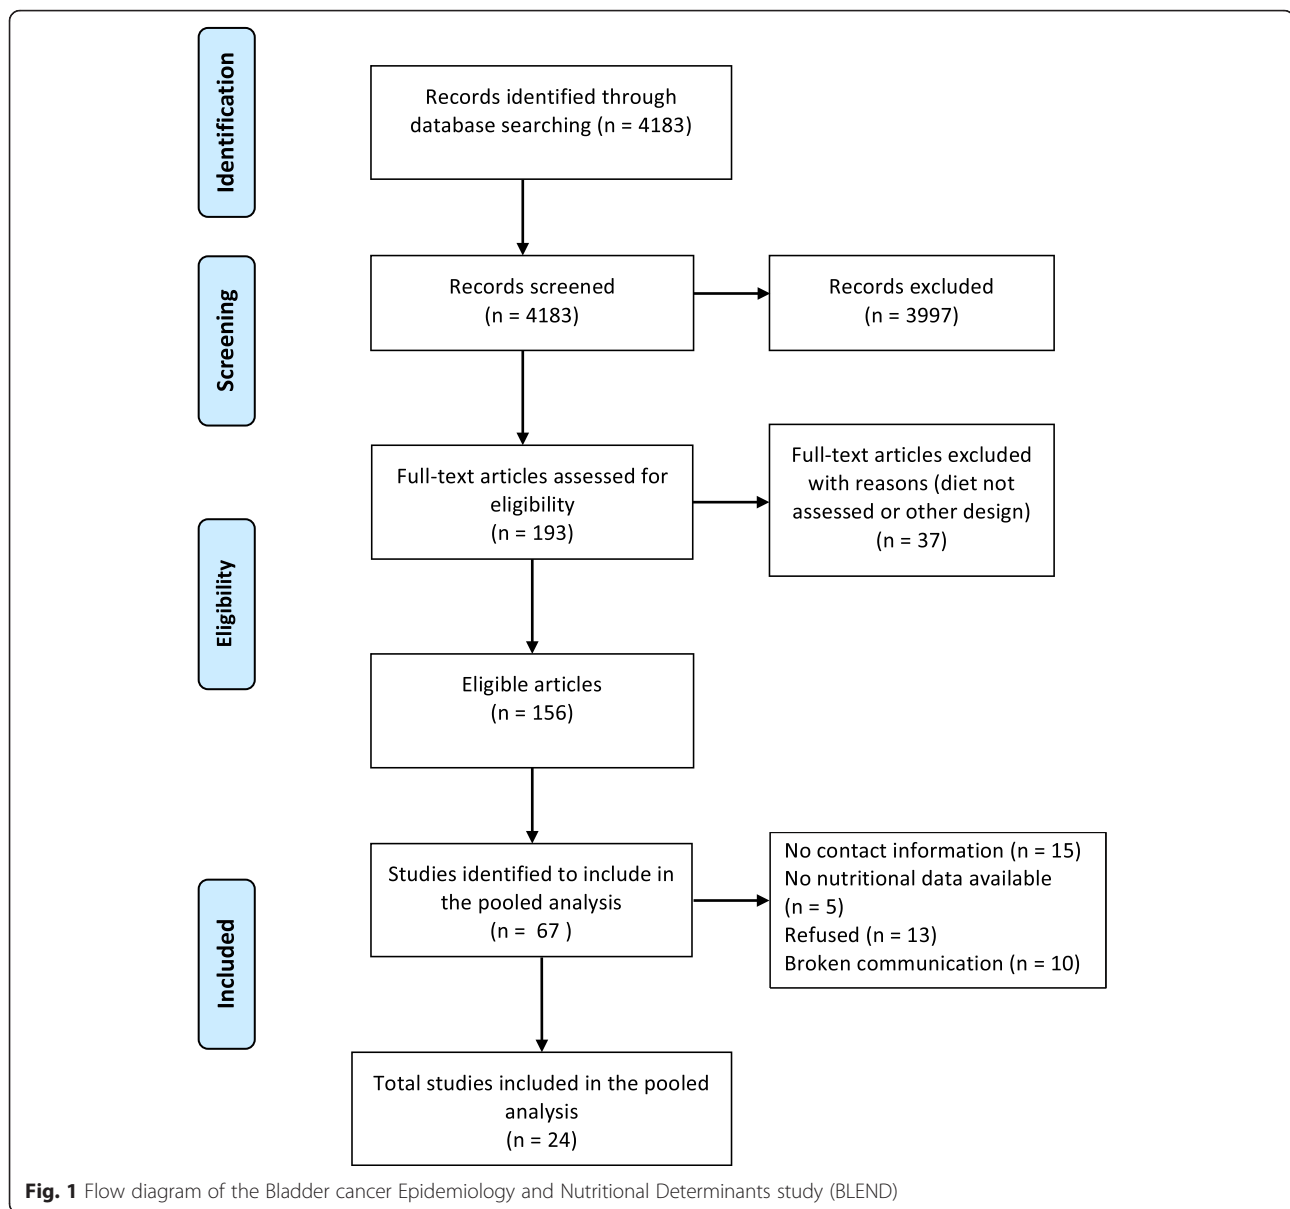 Identification
Records identified through
database searching (n = 4183)
Screening
Records screened
(n = 4183)
Records excluded
(n = 3997)
Eligibility
Full-text articles assessed for
eligibility
(n = 193)
Full-text articles excluded
with reasons (diet not
assessed or other design)
(n = 37)
Eligible articles
(n = 156)
Included
Studies identified to include in
the pooled analysis
(n =  67 )
No contact information (n = 15)
No nutritional data available
(n = 5)
Refused (n = 13)
Broken communication (n = 10)
Total studies included in the pooled
analysis
(n = 24)
Fig. 1 Flow diagram of the Bladder cancer Epidemiology and Nutritional Determinants study (BLEND)